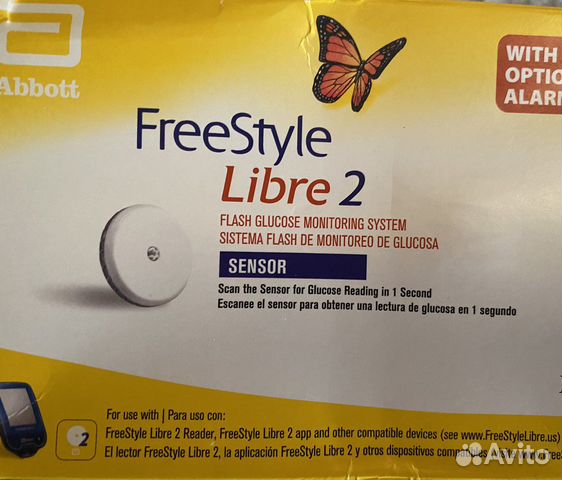 Abbott
WITH
OPTIO
ALARM
FreeStyle
Libre 2
FLASH GLUCOSE MONITORING SYSTEM
SISTEMA FLASH DE MONITOREO DE GLUCOSA
SENSOR
Scan the Sensor for Glucose Reading in 1 Second
Escanee el sensor para obtener una lectura de glucosa en 1 segundo
For use with | Para uso con:
2
FreeStyle Libre 2 Reader, FreeStyle Libre 2 app and other compatible devices (see www.FreeStyleLibre.us)
El lector FreeStyle Libre 2, la aplicación FreeStyle Libre 2 y otros dispositivos
Avito